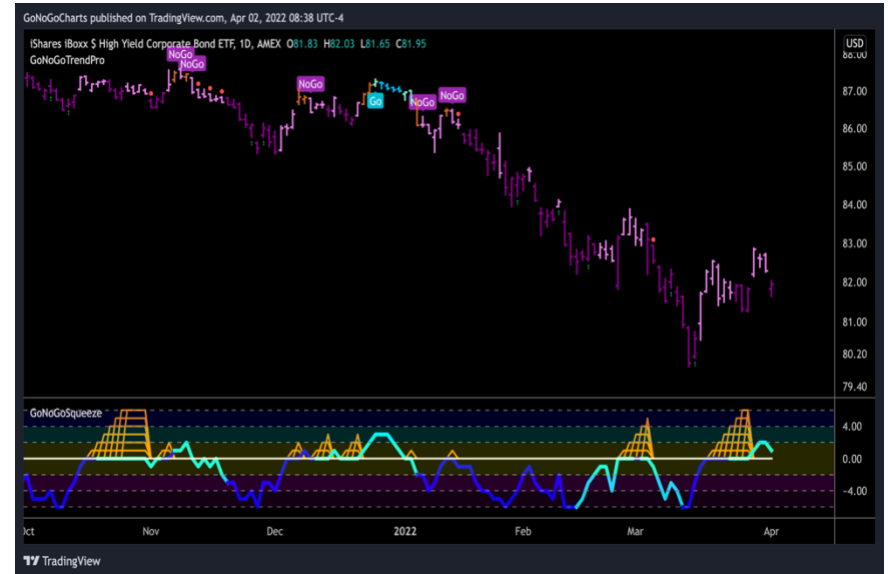 GoNoGoCharts published on TradingView.com, Apr 02, 2022 08:38 UTC-4
iShares iBoxx $ High Yield Corporate Bond ETF, 1D, AMEX O81.83 H82.03 L81.65 C81.95
USD
GoNoGoTrendPro
88.00
NoGo
NoGo
NoGo
Go
NoGo
NoGo
87.00
86.00
85.00
84.00
83.00
82.00
81.00
80.20
79.40
GoNoGoSqueeze
4.00
0.00
−4.00
Oct Nov Dec 2022 Feb Mar Apr
TradingView